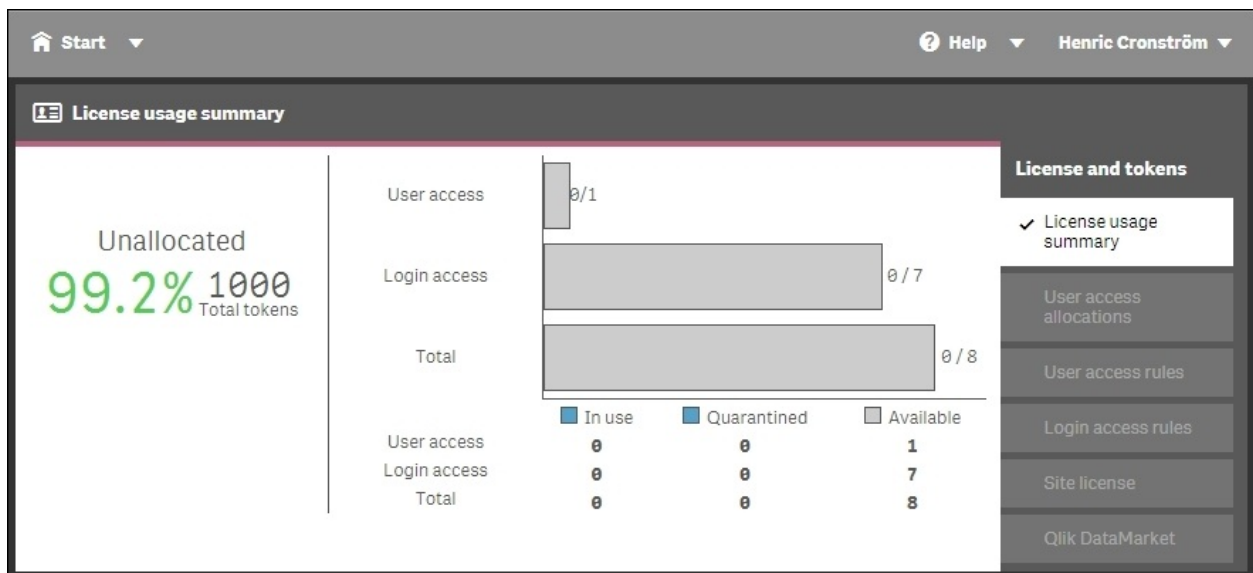 Start
Help
Henric Cronström
License usage summary
Unallocated
99.2% 1000
Total tokens
User access 0/1
Login access 0/7
Total 0/8
In use Quarantined Available
User access 0 0 1
Login access 0 0 7
Total 0 0 8
License and tokens
License usage
summary
User access
allocations
User access rules
Login access rules
Site license
Qlik DataMarket